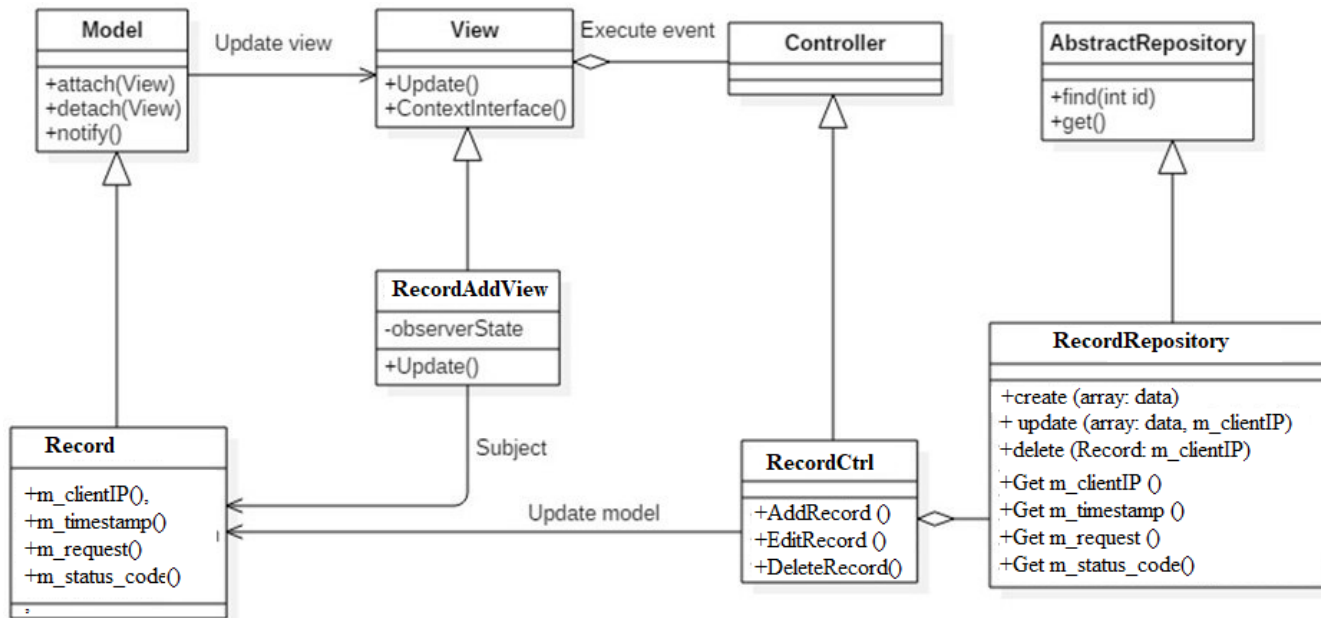 Model
+attach(View)
+detach(View)
+notify()
Update view
View
+Update()
+ContextInterface()
Execute event
Controller
AbstractRepository
+find(int id)
+get()
RecordAddView
-observerState
+Update()
Subject
Record
+m_clientIP(),
+m_timestamp()
+m_request()
+m_status_code()
;
Update model
RecordCtrl
+AddRecord ()
+EditRecord ()
+DeleteRecord()
RecordRepository
+create (array: data)
+ update (array: data, m_clientIP)
+delete (Record: m_clientIP)
+Get m_clientIP ()
+Get m_timestamp ()
+Get m_request ()
+Get m_status_code()